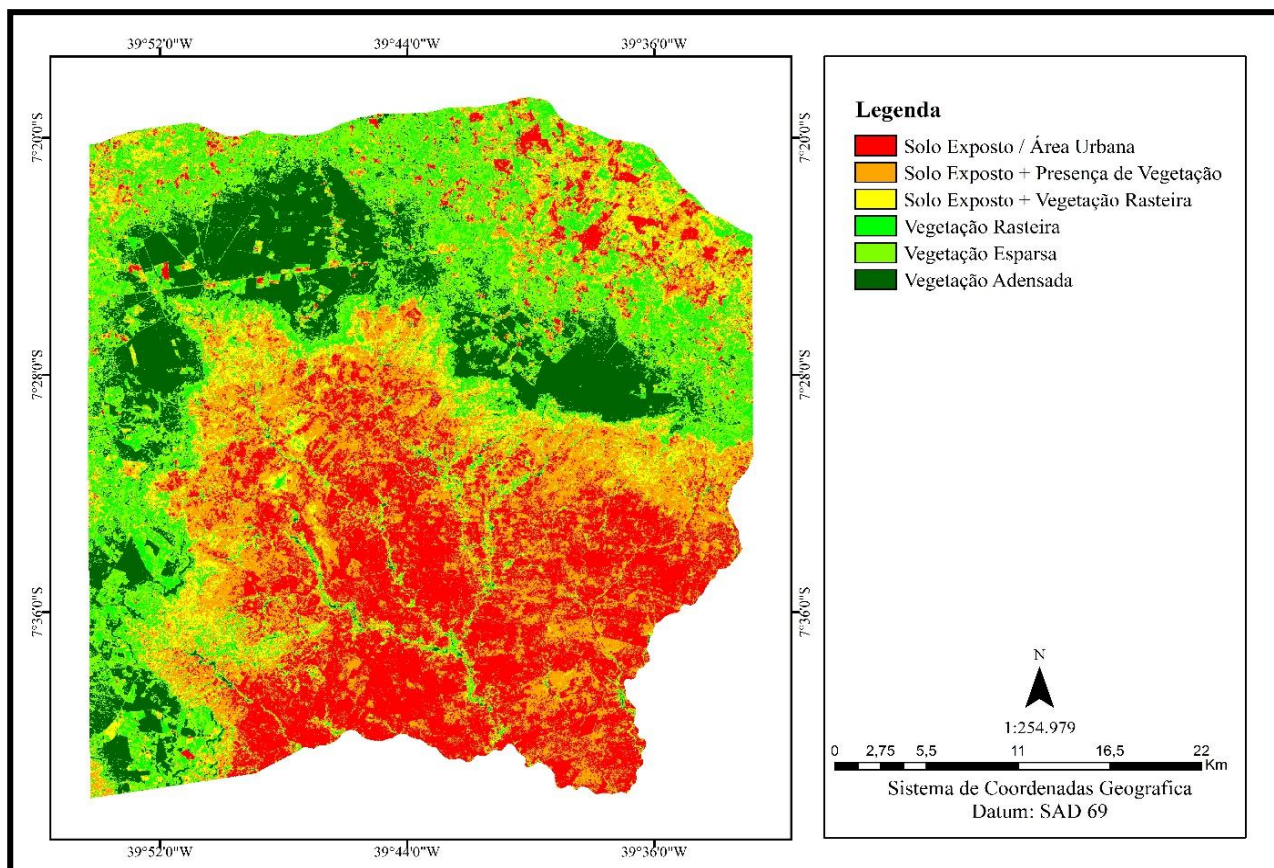 39°52'0"W 39°44'0"W 39°36'0"W
7°20'0"S 7°20'0"S
7°28'0"S 7°28'0"S
7°36'0"S 7°36'0"S
39°52'0"W 39°44'0"W 39°36'0"W
Legenda
Solo Exposto / Área Urbana
Solo Exposto + Presença de Vegetação
Solo Exposto + Vegetação Rasteira
Vegetação Rasteira
Vegetação Esparsa
Vegetação Adensada
N
1:254.979
0 2,75 5,5 11 16,5 22
Km
Sistema de Coordenadas Geografica
Datum: SAD 69